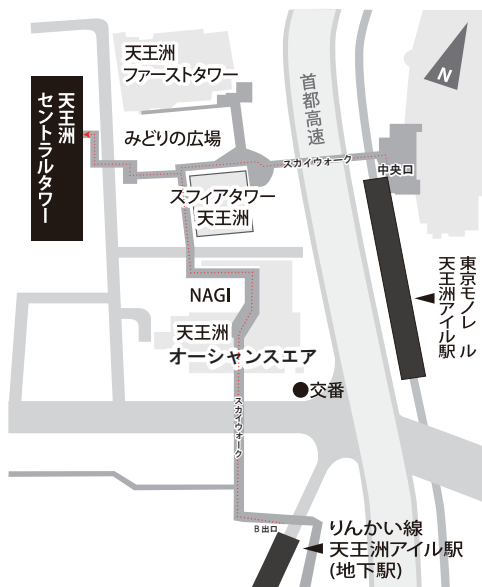 天王洲
ファーストタワー
首都高速
N
天王洲
セントラルタワー
みどりの広場
スカイウォーク
中央口
スフィアタワー
天王洲
東京モノレール
天王洲アイル駅
NAGI
天王洲
オーシャンスエア
交番
スカイウォーク
B出口
りんかい線
天王洲アイル駅
(地下駅)